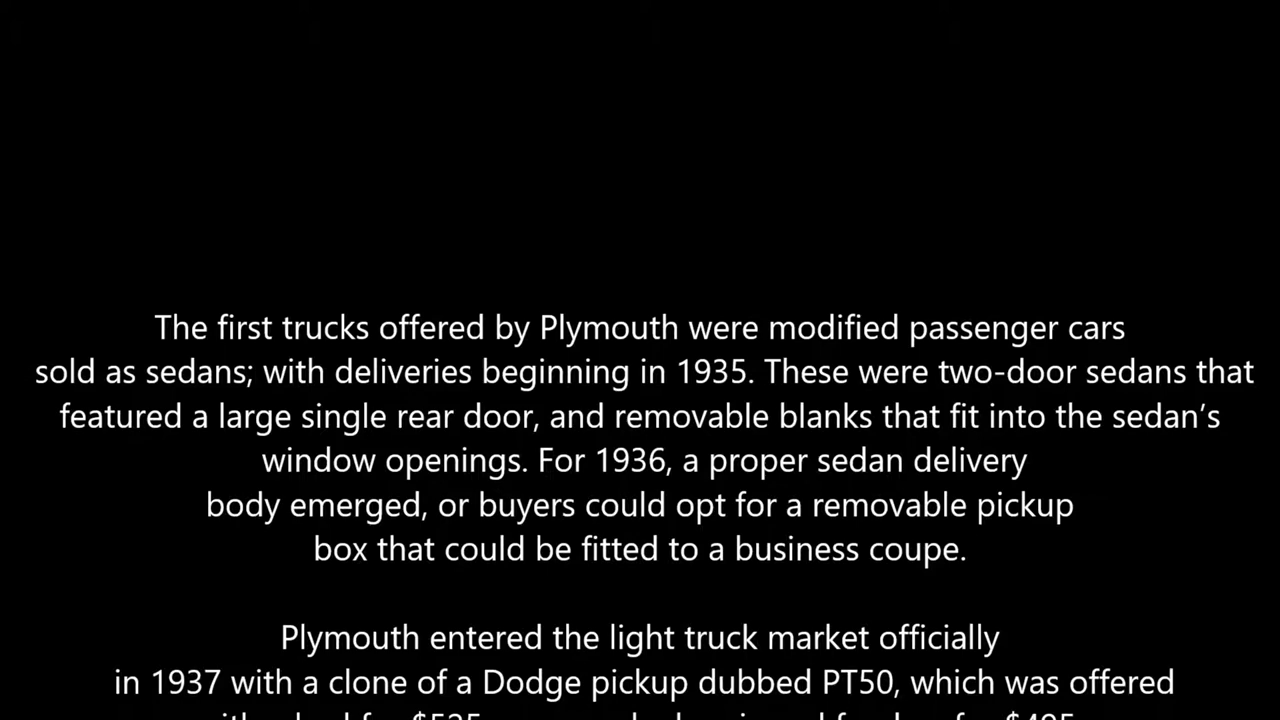 The first trucks offered by Plymouth were modified passenger cars
sold as sedans; with deliveries beginning in 1935. These were two-door sedans that
featured a large single rear door, and removable blanks that fit into the sedan’s
window openings. For 1936, a proper sedan delivery
body emerged, or buyers could opt for a removable pickup
box that could be fitted to a business coupe.
Plymouth entered the light truck market officially
in 1937 with a clone of a Dodge pickup dubbed PT50, which was offered